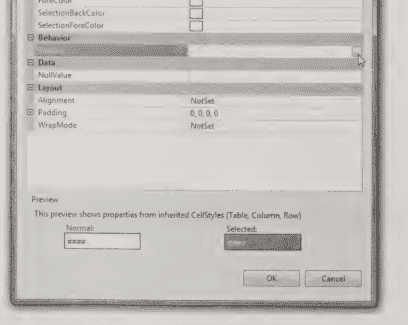 ForeColor
SelectionBackColor
SelectionForeColor
Behavior
Data
NullValue
Layout
Alignment NotSet
Padding 0, 0, 0, 0
WrapMode NotSet
Preview
This preview shows properties from inherited CellStyles (Table, Column, Row)
Normal: Selected:
####
OK Cancel